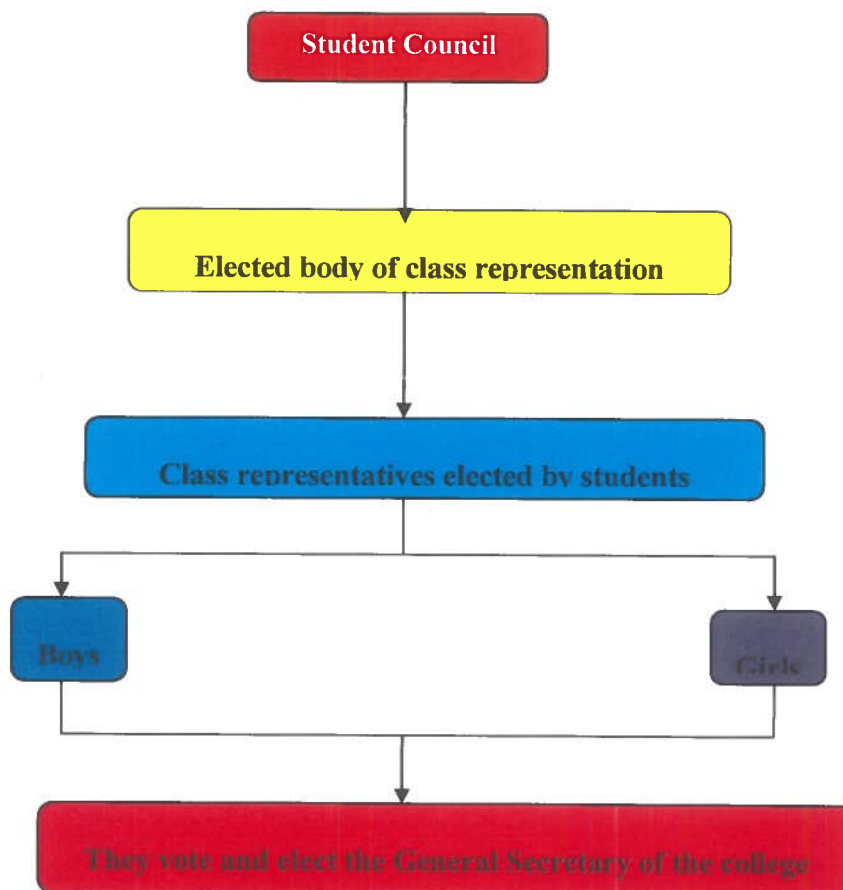 Student Council
Elected body of class representation
Class representatives elected by students
Boys
Girls
They vote and elect the General Secretary of the college